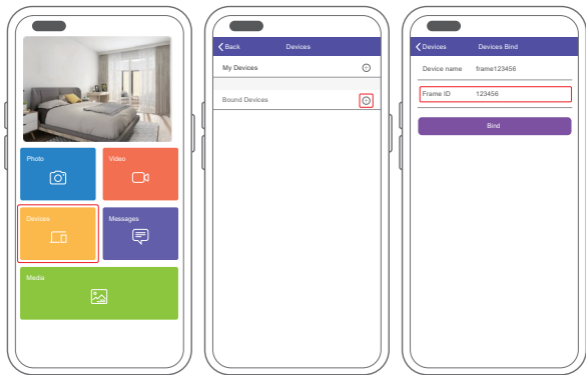 Photo
Video
Devices
Messages
Media
Back Devices
My Devices
Bound Devices
Devices Devices Bind
Device name frame123456
Frame ID 123456
Bind